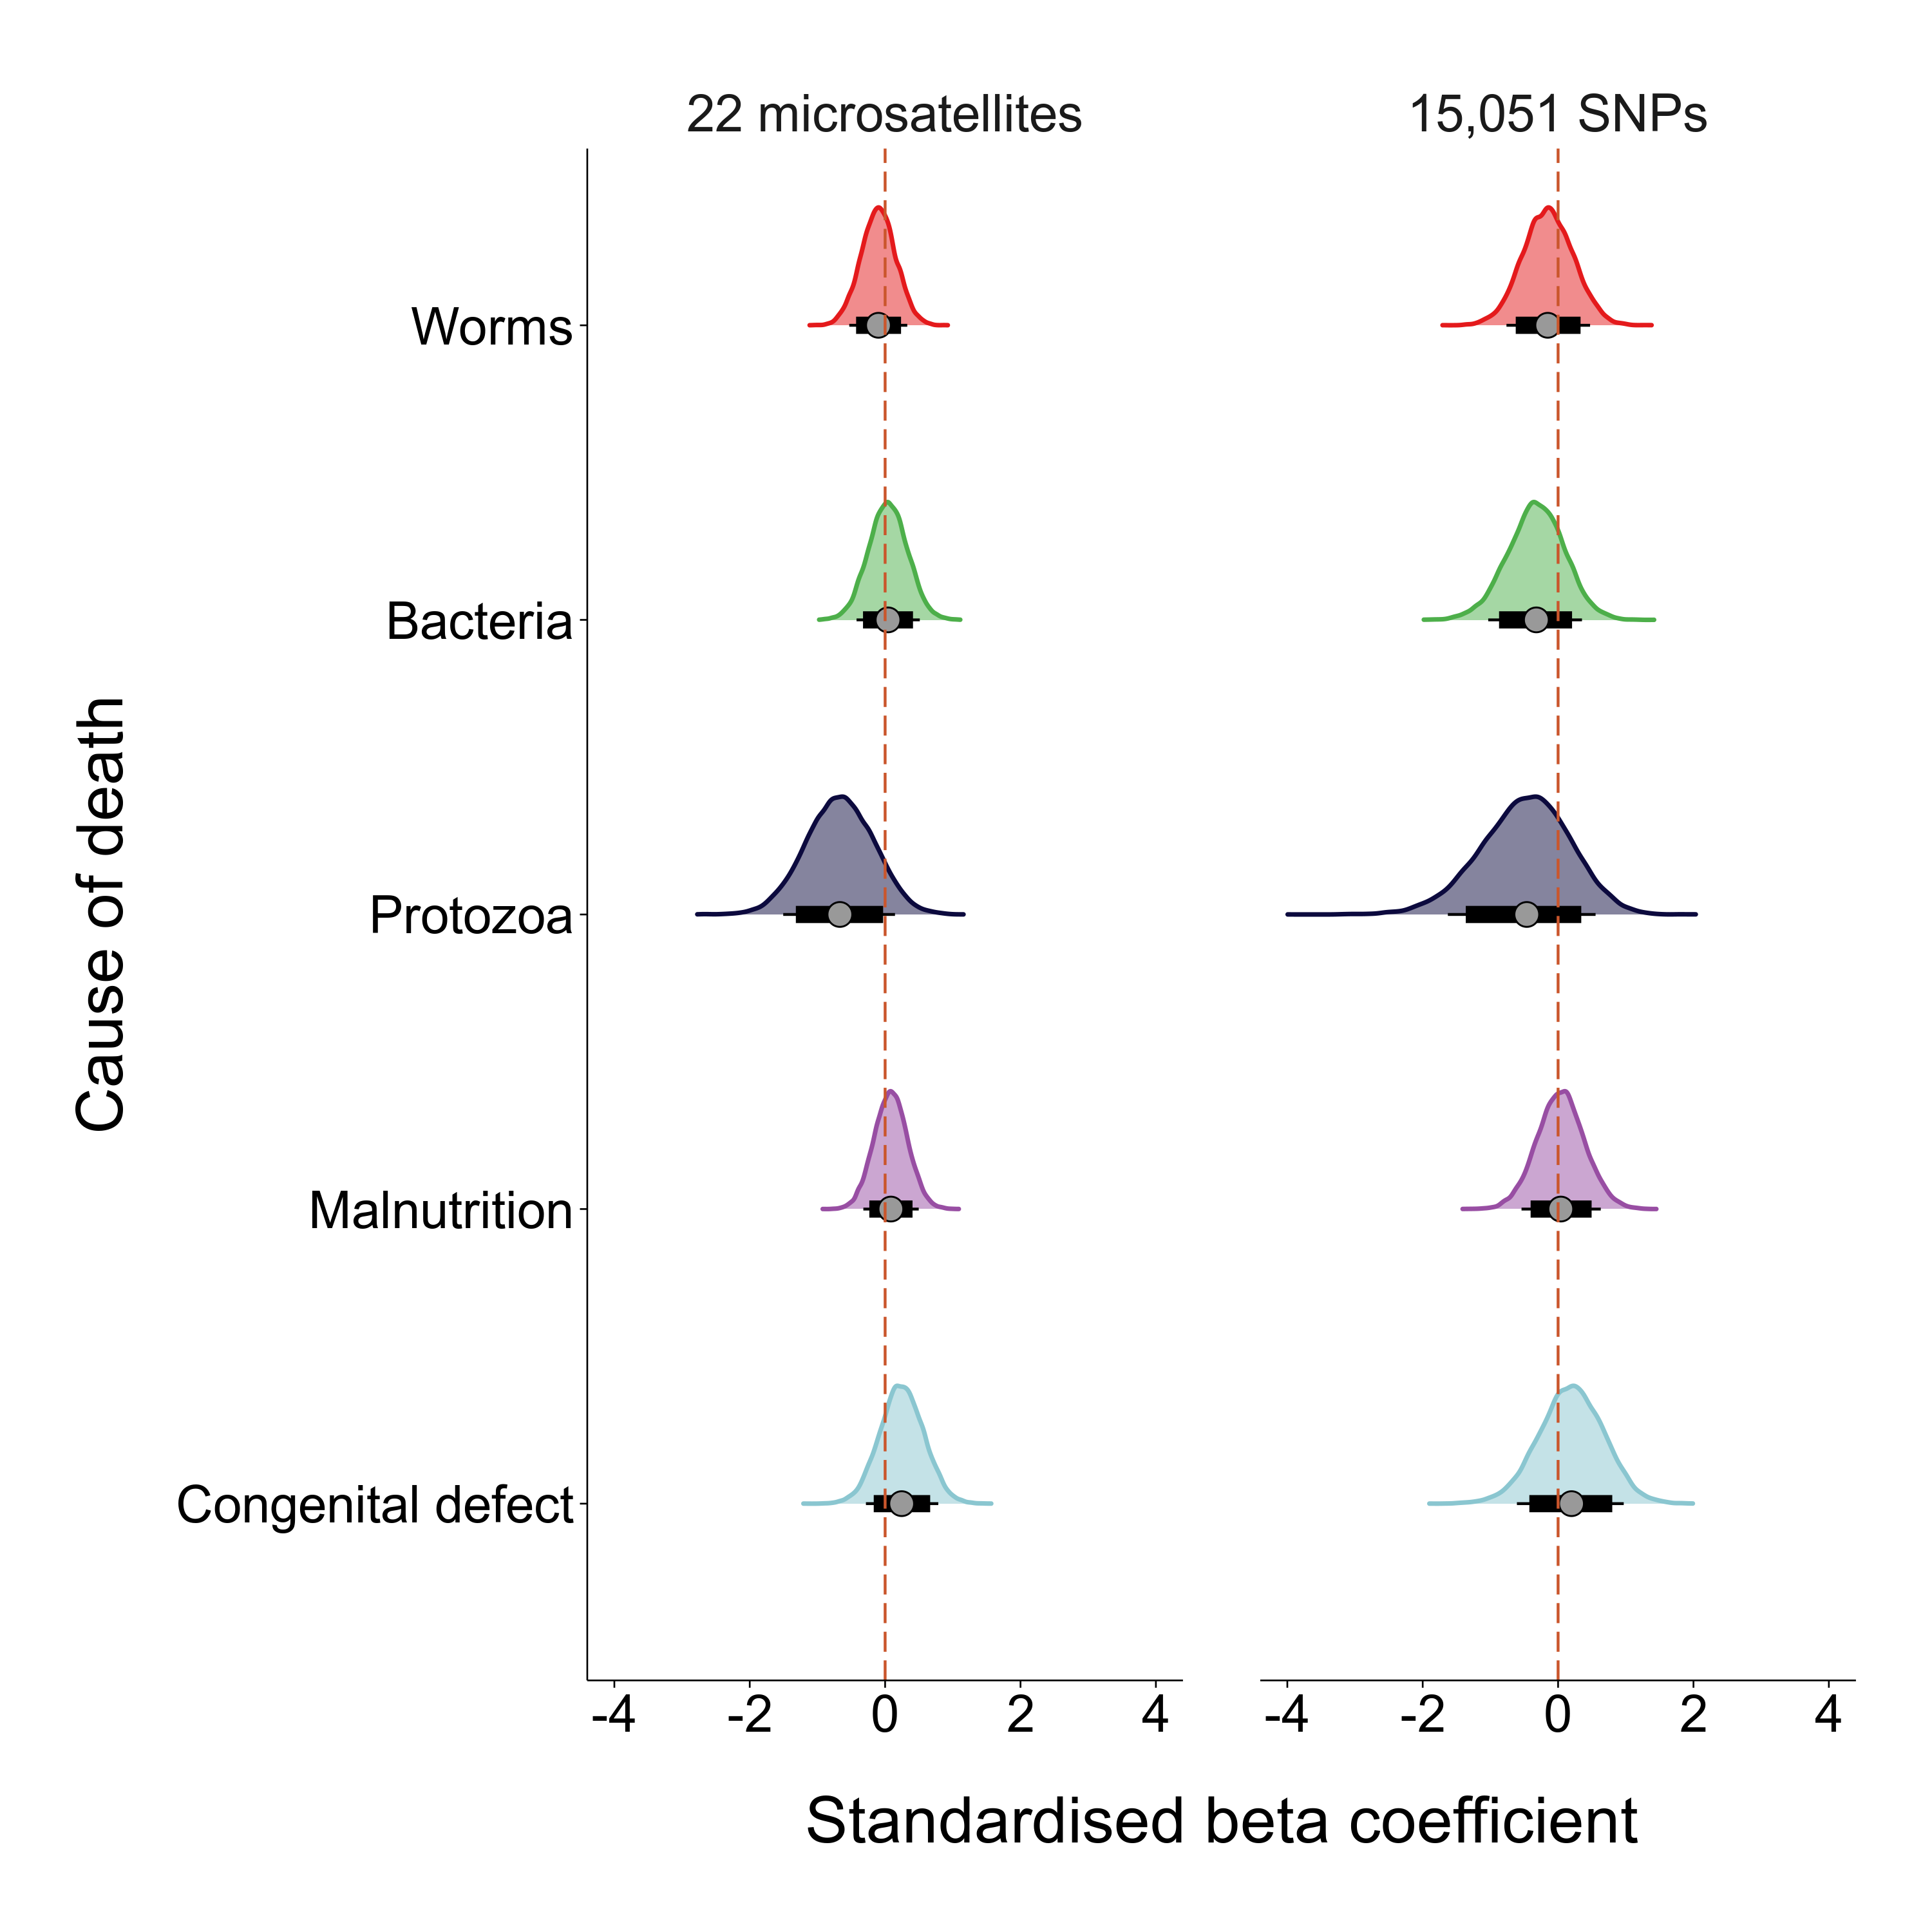 22 microsatellites
15,051 SNPs
Cause of death
Worms
Bacteria
Protozoa
Malnutrition
Congenital defect
-4 -2 0 2 4
-4 -2 0 2 4
Standardised beta coefficient